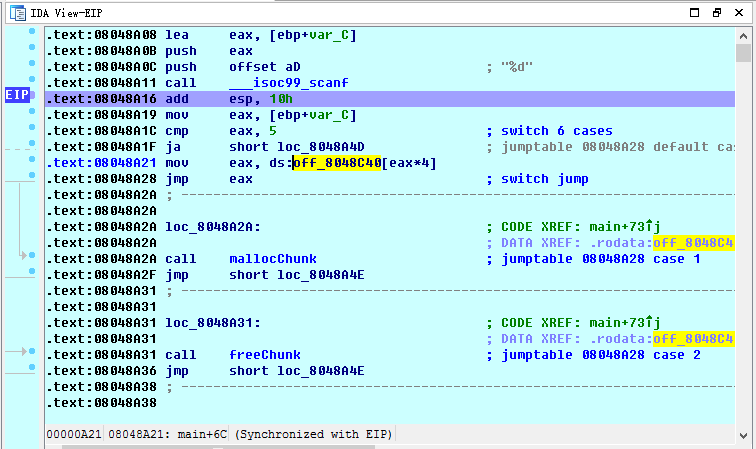 IDA View-EIP
.text:08048A08 lea eax, [ebp+var_C]
.text:08048A0B push eax
.text:08048A0C push offset aD ; "%d"
.text:08048A11 call ___isoc99_scanf
EIP .text:08048A16 add esp, 10h
.text:08048A19 mov eax, [ebp+var_C]
.text:08048A1C cmp eax, 5 ; switch 6 cases
.text:08048A1F ja short loc_8048A4D ; jumptable 08048A28 default cas
.text:08048A21 mov eax, ds:off_8048C40[eax*4]
.text:08048A28 jmp eax ; switch jump
.text:08048A2A ; ---------------------------------------------------------------------------
.text:08048A2A
.text:08048A2A loc_8048A2A: ; CODE XREF: main+73↑j
.text:08048A2A ; DATA XREF: .rodata:off_8048C4
.text:08048A2A call mallocChunk ; jumptable 08048A28 case 1
.text:08048A2F jmp short loc_8048A4E
.text:08048A31 ; ---------------------------------------------------------------------------
.text:08048A31
.text:08048A31 loc_8048A31: ; CODE XREF: main+73↑j
.text:08048A31 ; DATA XREF: .rodata:off_8048C4
.text:08048A31 call freeChunk ; jumptable 08048A28 case 2
.text:08048A36 jmp short loc_8048A4E
.text:08048A38 ; ---------------------------------------------------------------------------
.text:08048A38
00000A21 08048A21: main+6C (Synchronized with EIP)